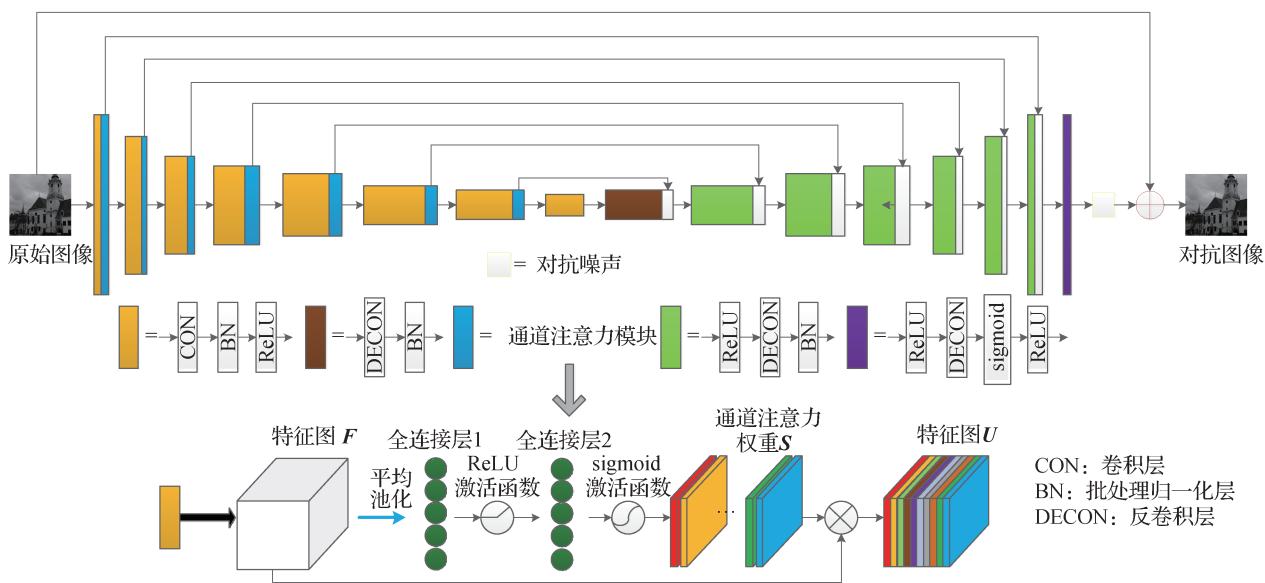 原始图像
对抗图像
= 对抗噪声
= CON BN ReLU
= DECON BN
= 通道注意力模块
= ReLU DECON BN
= ReLU DECON sigmoid ReLU
特征图 F
平均
池化
全连接层1
ReLU
激活函数
全连接层2
sigmoid
激活函数
通道注意力
权重S
...
特征图U
CON: 卷积层
BN: 批处理归一化层
DECON: 反卷积层